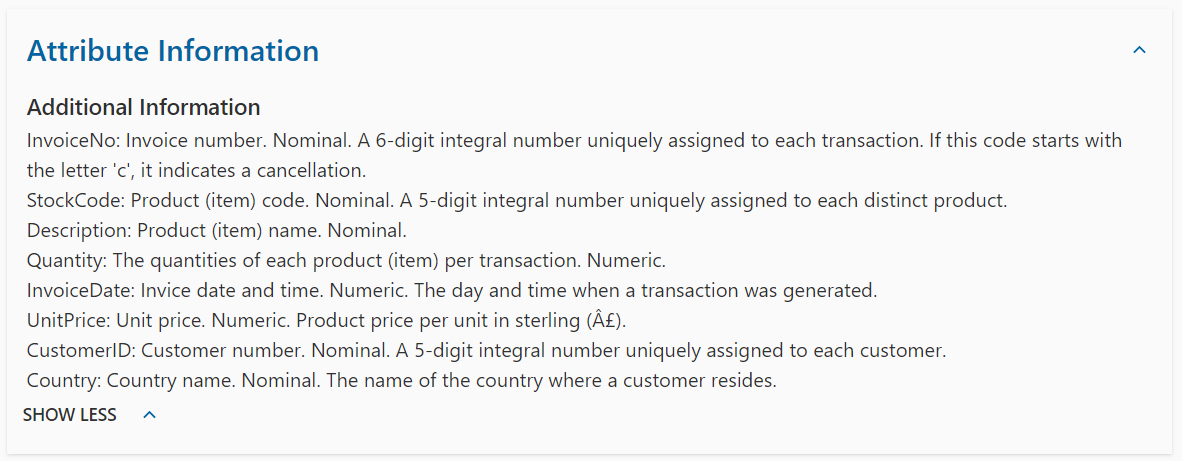 Attribute Information
Additional Information
InvoiceNo: Invoice number. Nominal. A 6-digit integral number uniquely assigned to each transaction. If this code starts with
the letter 'c', it indicates a cancellation.
StockCode: Product (item) code. Nominal. A 5-digit integral number uniquely assigned to each distinct product.
Description: Product (item) name. Nominal.
Quantity: The quantities of each product (item) per transaction. Numeric.
InvoiceDate: Invice date and time. Numeric. The day and time when a transaction was generated.
UnitPrice: Unit price. Numeric. Product price per unit in sterling (Â£).
CustomerID: Customer number. Nominal. A 5-digit integral number uniquely assigned to each customer.
Country: Country name. Nominal. The name of the country where a customer resides.
SHOW LESS